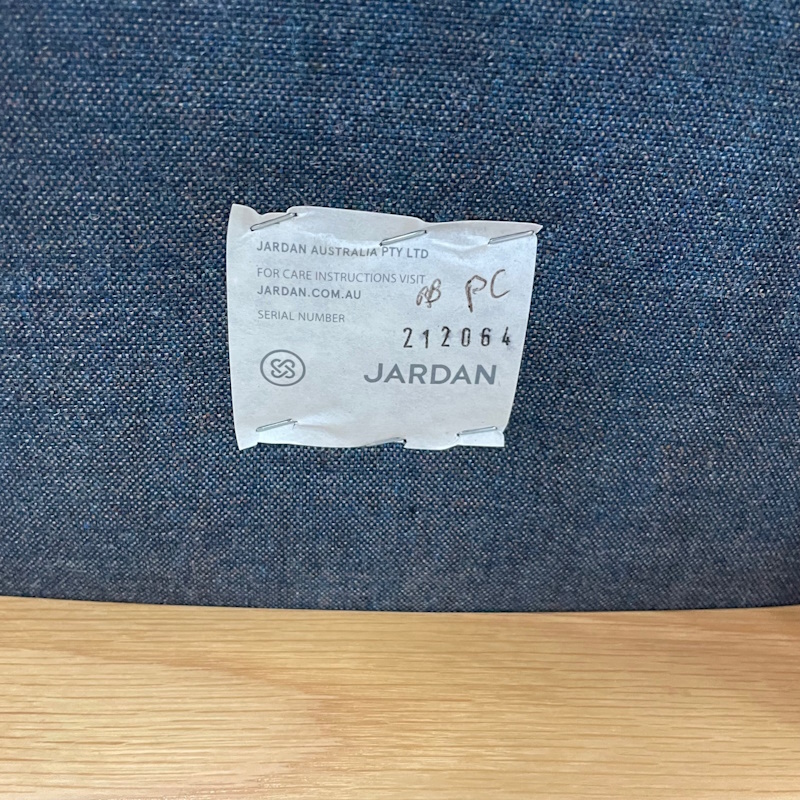 JARDAN AUSTRALIA PTY LTD
FOR CARE INSTRUCTIONS VISIT
JARDAN.COM.AU
PC
SERIAL NUMBER
212064
JARDAN